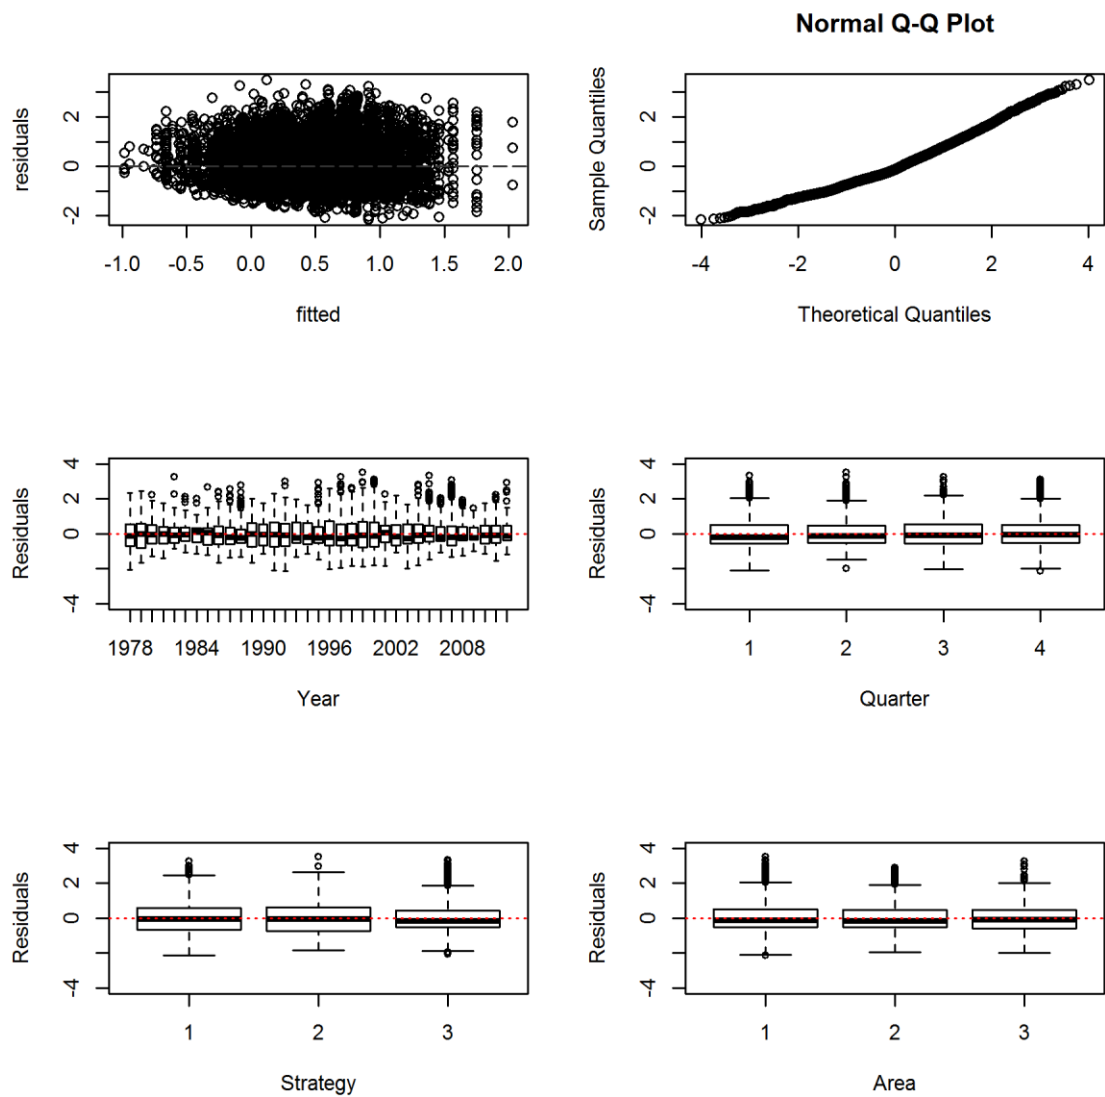 Normal Q-Q Plot
residuals
2
0
-2
-1.0 -0.5 0.0 0.5 1.0 1.5 2.0
fitted
Sample Quantiles
2
0
-2
-4 -2 0 2 4
Theoretical Quantiles
Residuals
4
2
0
-4
1978 1984 1990 1996 2002 2008
Year
Residuals
4
2
0
-4
1 2 3 4
Quarter
Residuals
4
2
0
-4
1 2 3
Strategy
Residuals
4
2
0
-4
1 2 3
Area